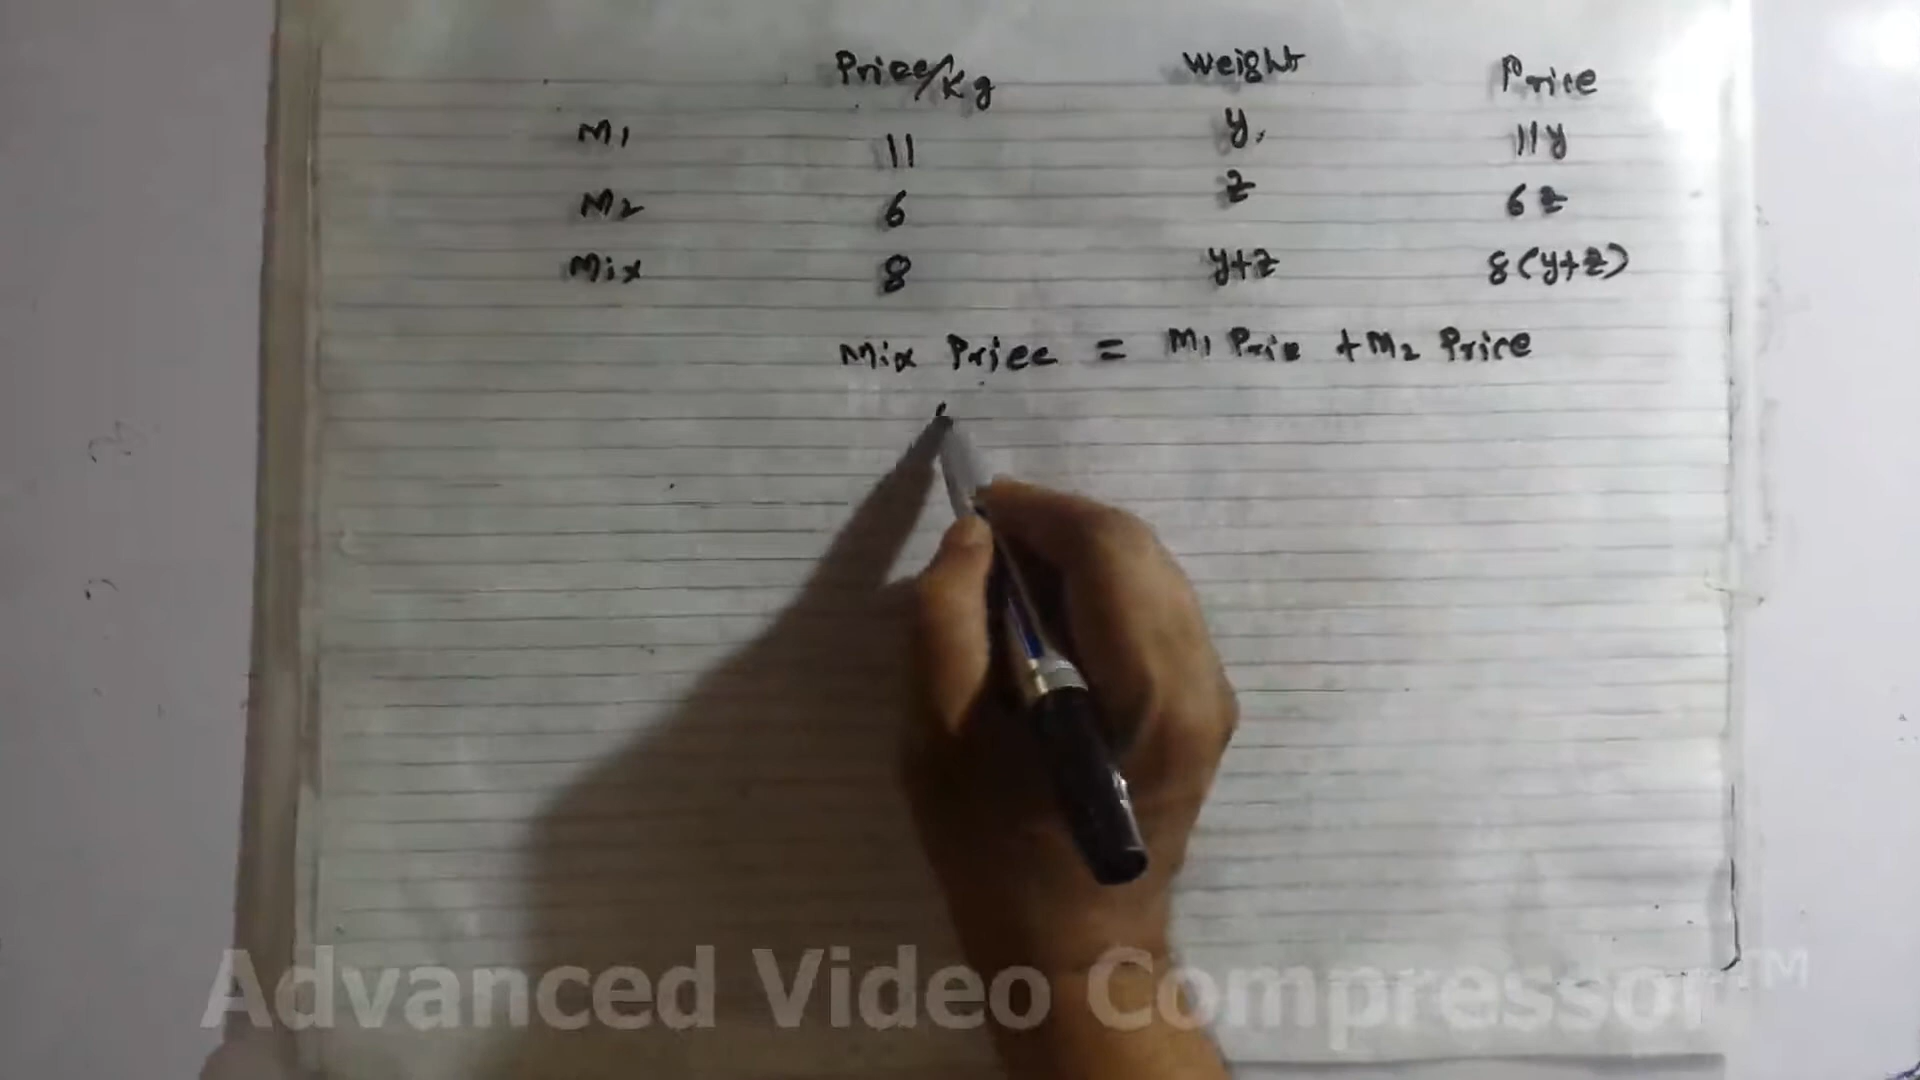 Price/Kg Weight Price
M1 11 y, 11y
M2 6 z 6z
Mix 8 y+z 8(y+z)
Mix Price = M1 Price + M2 Price
Advanced Video Compressor™